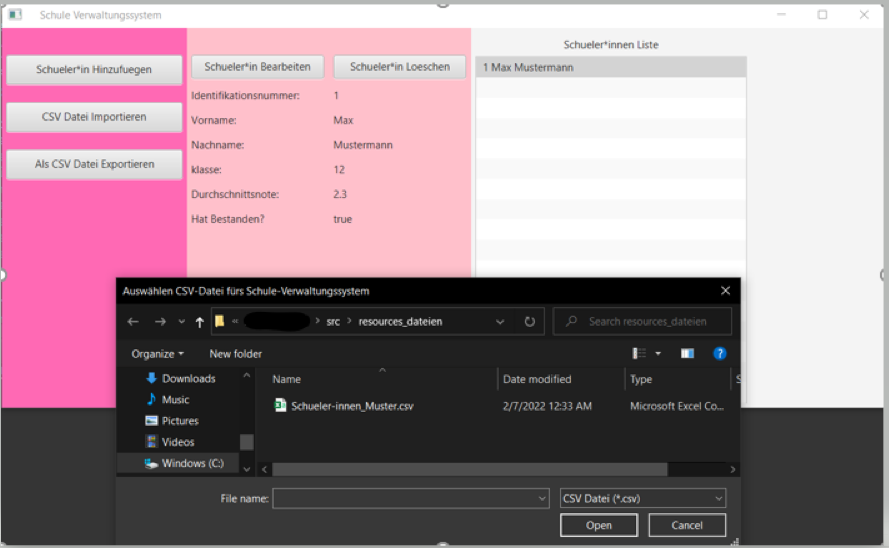 Schule Verwaltungssystem
Schueler*in Hinzufuegen
CSV Datei Importieren
Als CSV Datei Exportieren
Schueler*in Bearbeiten Schueler*in Loeschen
Identifikationsnummer: 1
Vorname: Max
Nachname: Mustermann
klasse: 12
Durchschnittsnote: 2.3
Hat Bestanden? true
Schueler*innen Liste
1 Max Mustermann
Auswählen CSV-Datei fürs Schule-Verwaltungssystem
« > src > resources_dateien
Search resources_dateien
Organize New folder
Downloads
Music
Pictures
Videos
Windows (C:)
Name Date modified Type S
Schueler-innen_Muster.csv 2/7/2022 12:33 AM Microsoft Excel Co...
File name: CSV Datei (*.csv)
Open Cancel